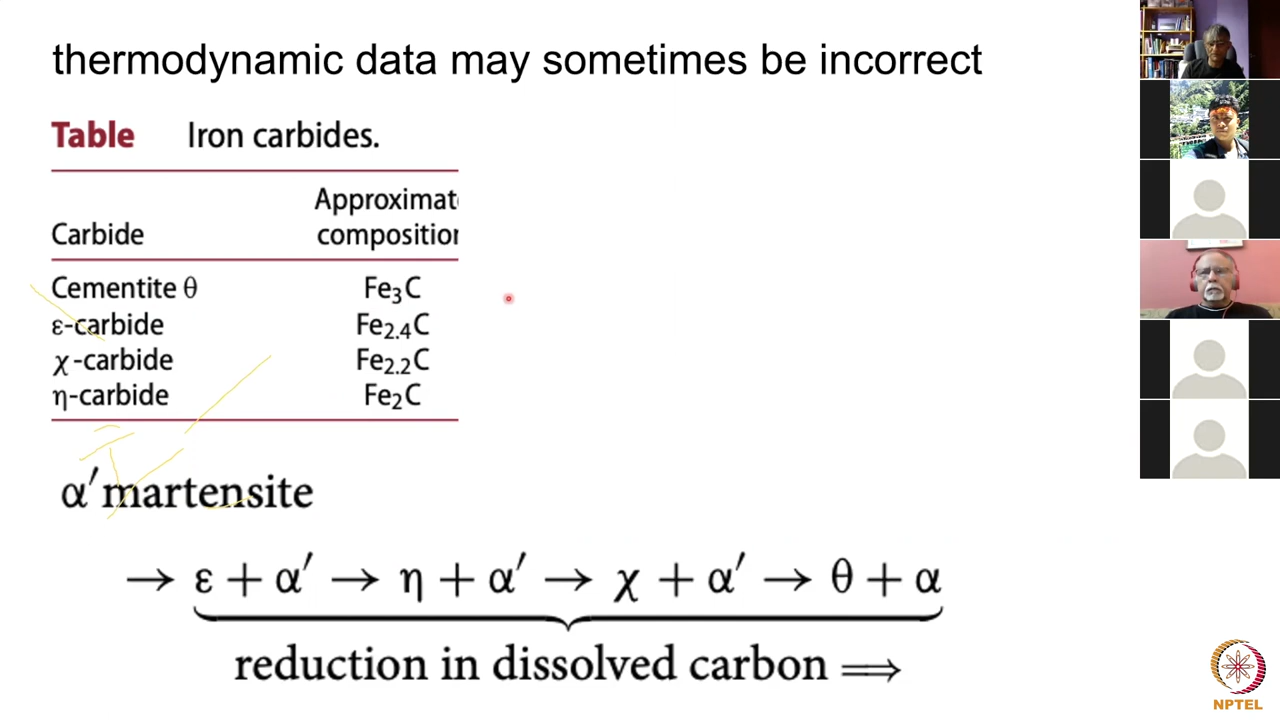 thermodynamic data may sometimes be incorrect
Table Iron carbides.
Approximat
Carbide composition
Cementite θ Fe₃C
ε-carbide Fe₂.₄C
χ-carbide Fe₂.₂C
η-carbide Fe₂C
α′martensite
→ ε + α′ → η + α′ → χ + α′ → θ + α
reduction in dissolved carbon ⟹
NPTEL